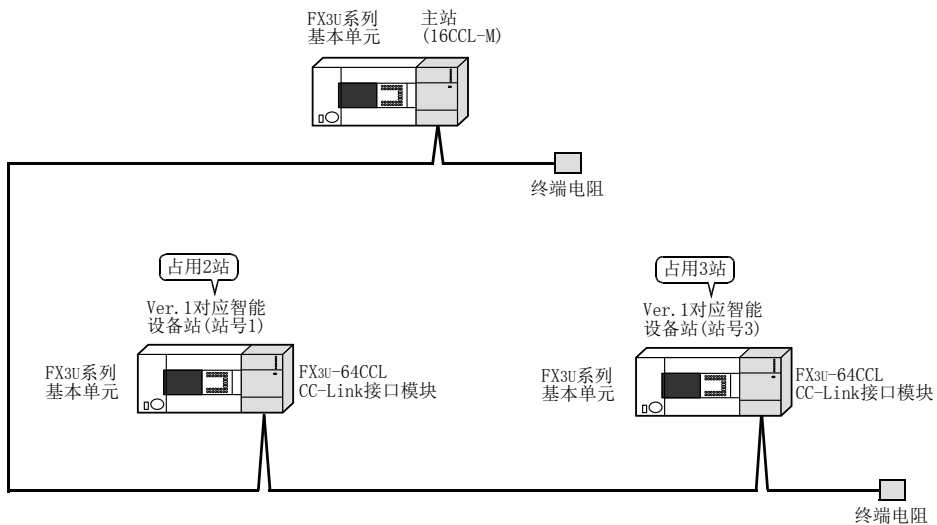 FX3U系列
基本单元
主站
(16CCL-M)
终端电阻
占用2站
Ver.1对应智能
设备站(站号1)
FX3U系列
基本单元
FX3U-64CCL
CC-Link接口模块
占用3站
Ver.1对应智能
设备站(站号3)
FX3U系列
基本单元
FX3U-64CCL
CC-Link接口模块
终端电阻